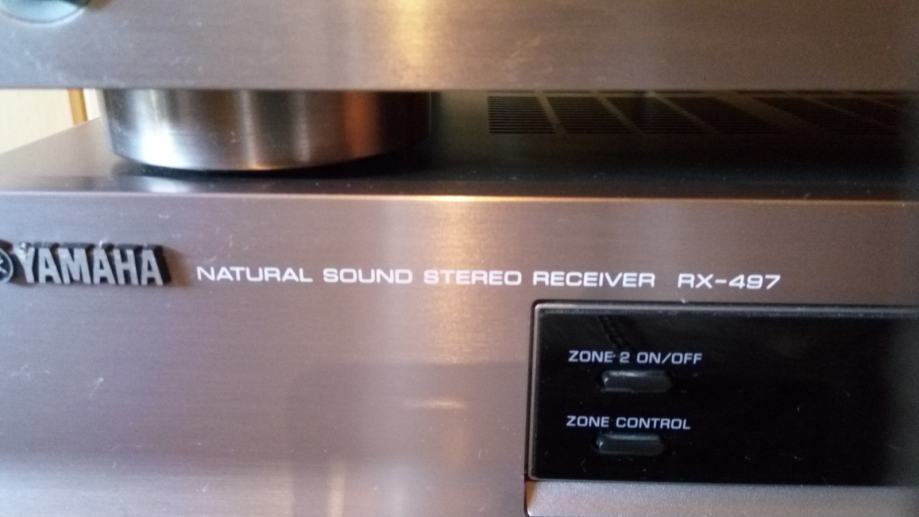 YAMAHA NATURAL SOUND STEREO RECEIVER RX-497
ZONE 2 ON/OFF
ZONE CONTROL